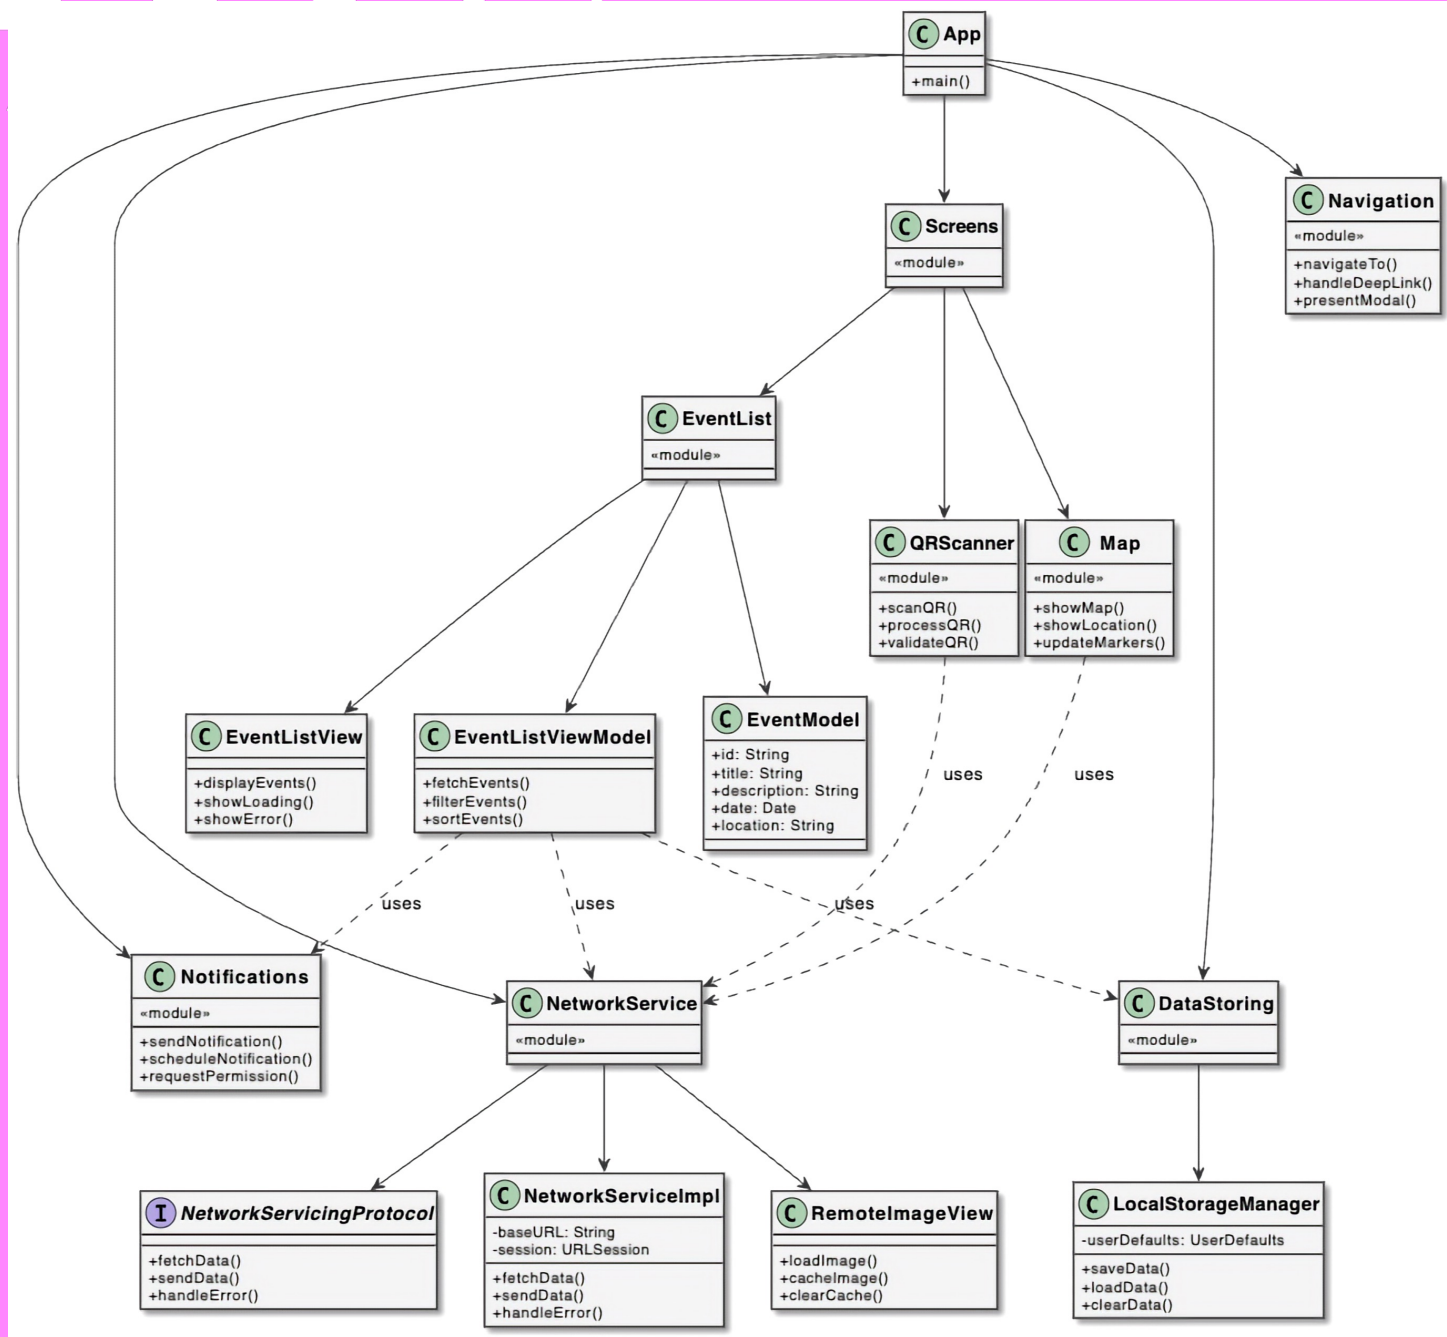 C App
+main()
C Navigation
«module»
+navigateTo()
+handleDeepLink()
+presentModal()
C Screens
«module»
C EventList
«module»
C QRScanner
«module»
+scanQR()
+processQR()
+validateQR()
C Map
«module»
+showMap()
+showLocation()
+updateMarkers()
C EventListView
+displayEvents()
+showLoading()
+showError()
C EventListViewModel
+fetchEvents()
+filterEvents()
+sortEvents()
C EventModel
+id: String
+title: String
+description: String
+date: Date
+location: String
uses
uses
uses
uses
uses
C Notifications
«module»
+sendNotification()
+scheduleNotification()
+requestPermission()
C NetworkService
«module»
C DataStoring
«module»
I NetworkServicingProtocol
+fetchData()
+sendData()
+handleError()
C NetworkServiceImpl
-baseURL: String
-session: URLSession
+fetchData()
+sendData()
+handleError()
C RemoteImageView
+loadImage()
+cacheImage()
+clearCache()
C LocalStorageManager
-userDefaults: UserDefaults
+saveData()
+loadData()
+clearData()